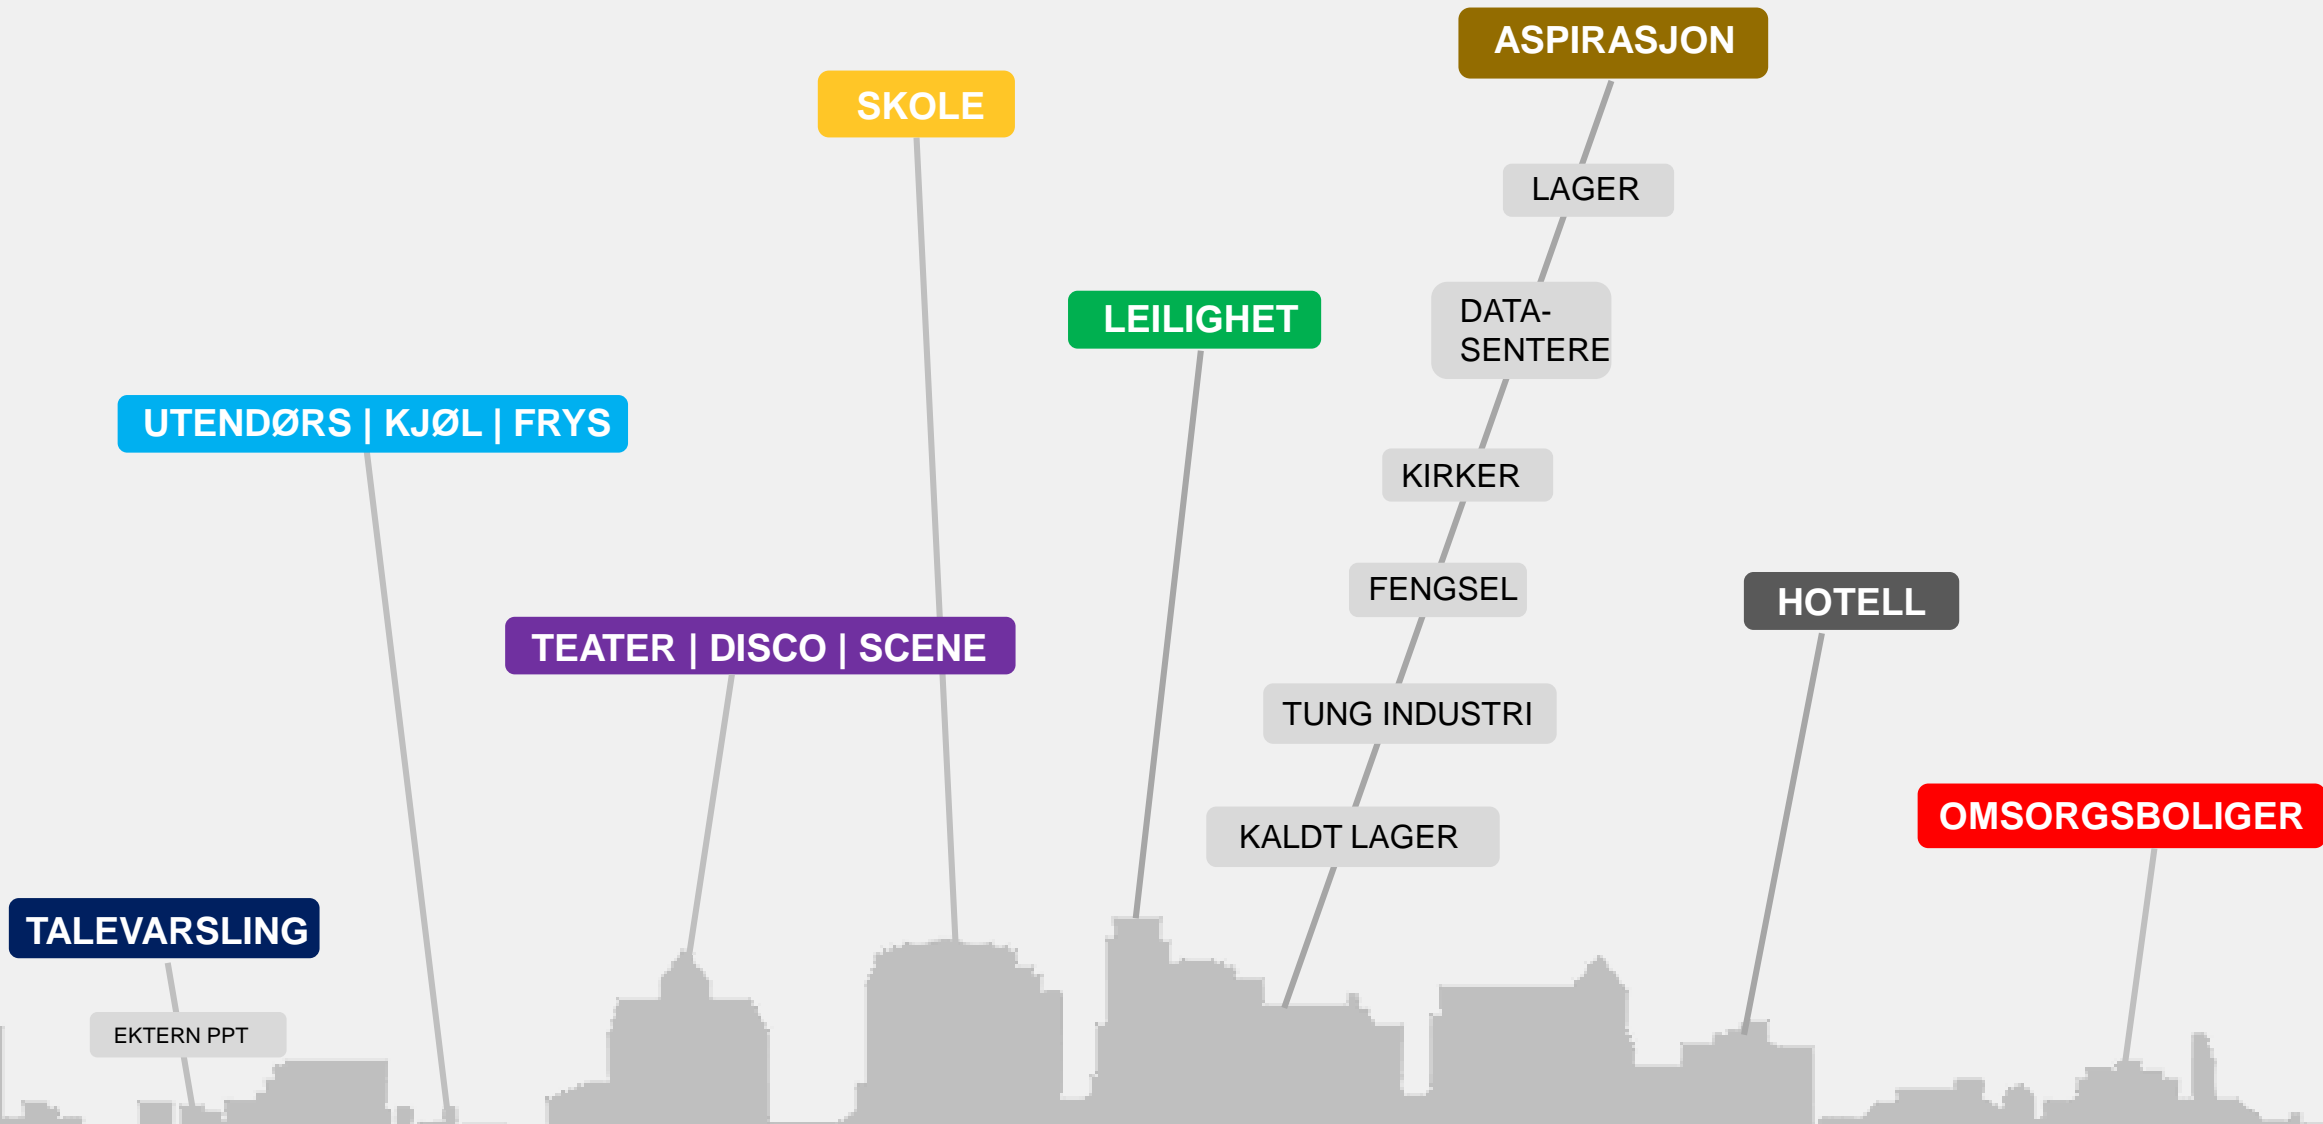 ASPIRASJON
SKOLE
LAGER
DATA-
SENTERE
LEILIGHET
UTENDØRS | KJØL | FRYS
KIRKER
FENGSEL
HOTELL
TEATER | DISCO | SCENE
TUNG INDUSTRI
KALDT LAGER
OMSORGSBOLIGER
TALEVARSLING
EKTERN PPT